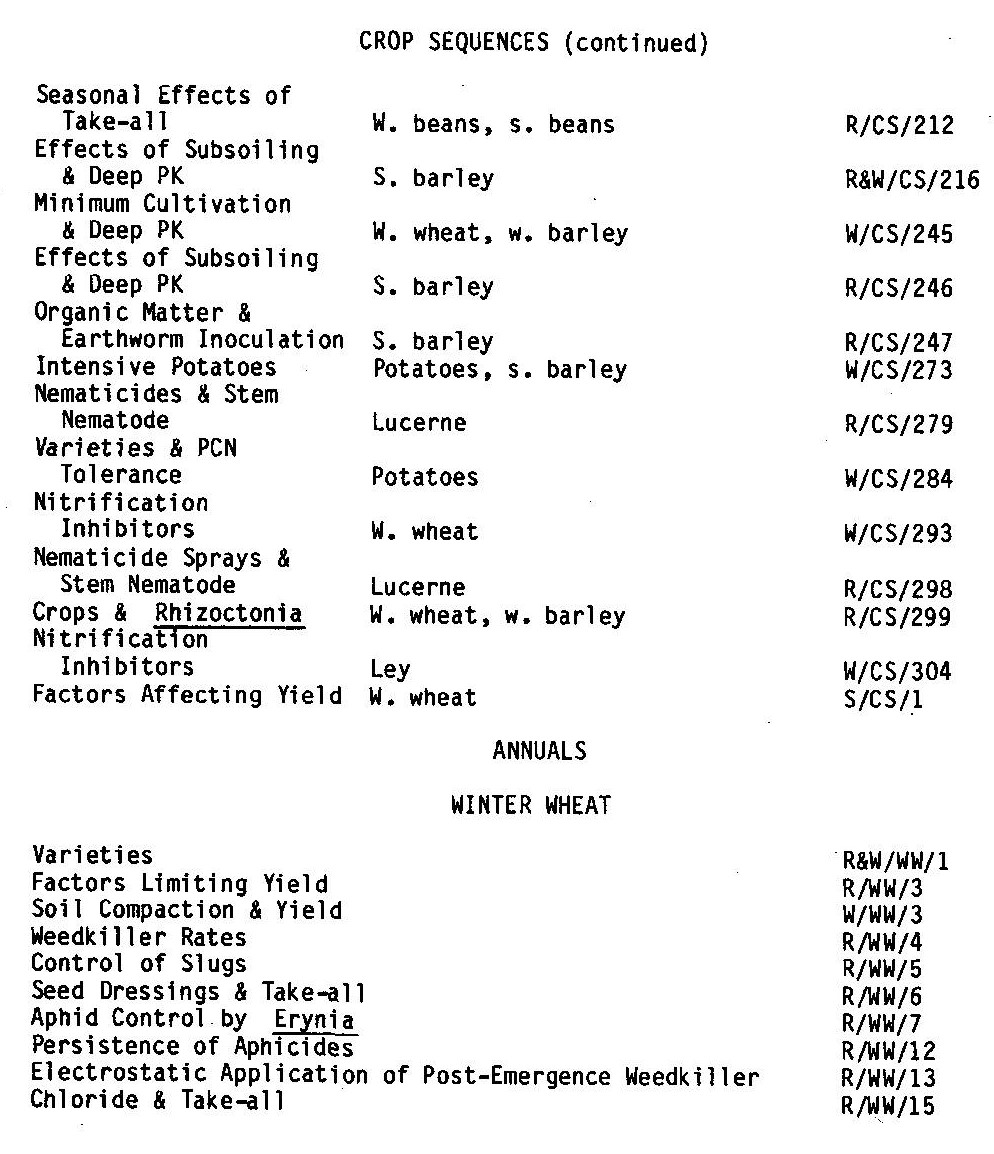 CROP SEQUENCES (continued)
Seasonal Effects of
Take-all W. beans, s. beans R/CS/212
Effects of Subsoiling
& Deep PK S. barley R&W/CS/216
Minimum Cultivation
& Deep PK W. wheat, w. barley W/CS/245
Effects of Subsoiling
& Deep PK S. barley R/CS/246
Organic Matter &
Earthworm Inoculation S. barley R/CS/247
Intensive Potatoes Potatoes, s. barley W/CS/273
Nematicides & Stem
Nematode Lucerne R/CS/279
Varieties & PCN
Tolerance Potatoes W/CS/284
Nitrification
Inhibitors W. wheat W/CS/293
Nematicide Sprays &
Stem Nematode Lucerne R/CS/298
Crops & Rhizoctonia W. wheat, w. barley R/CS/299
Nitrification
Inhibitors Ley W/CS/304
Factors Affecting Yield W. wheat S/CS/1
ANNUALS
WINTER WHEAT
Varieties R&W/WW/1
Factors Limiting Yield R/WW/3
Soil Compaction & Yield W/WW/3
Weedkiller Rates R/WW/4
Control of Slugs R/WW/5
Seed Dressings & Take-all R/WW/6
Aphid Control by Erynia R/WW/7
Persistence of Aphicides R/WW/12
Electrostatic Application of Post-Emergence Weedkiller R/WW/13
Chloride & Take-all R/WW/15